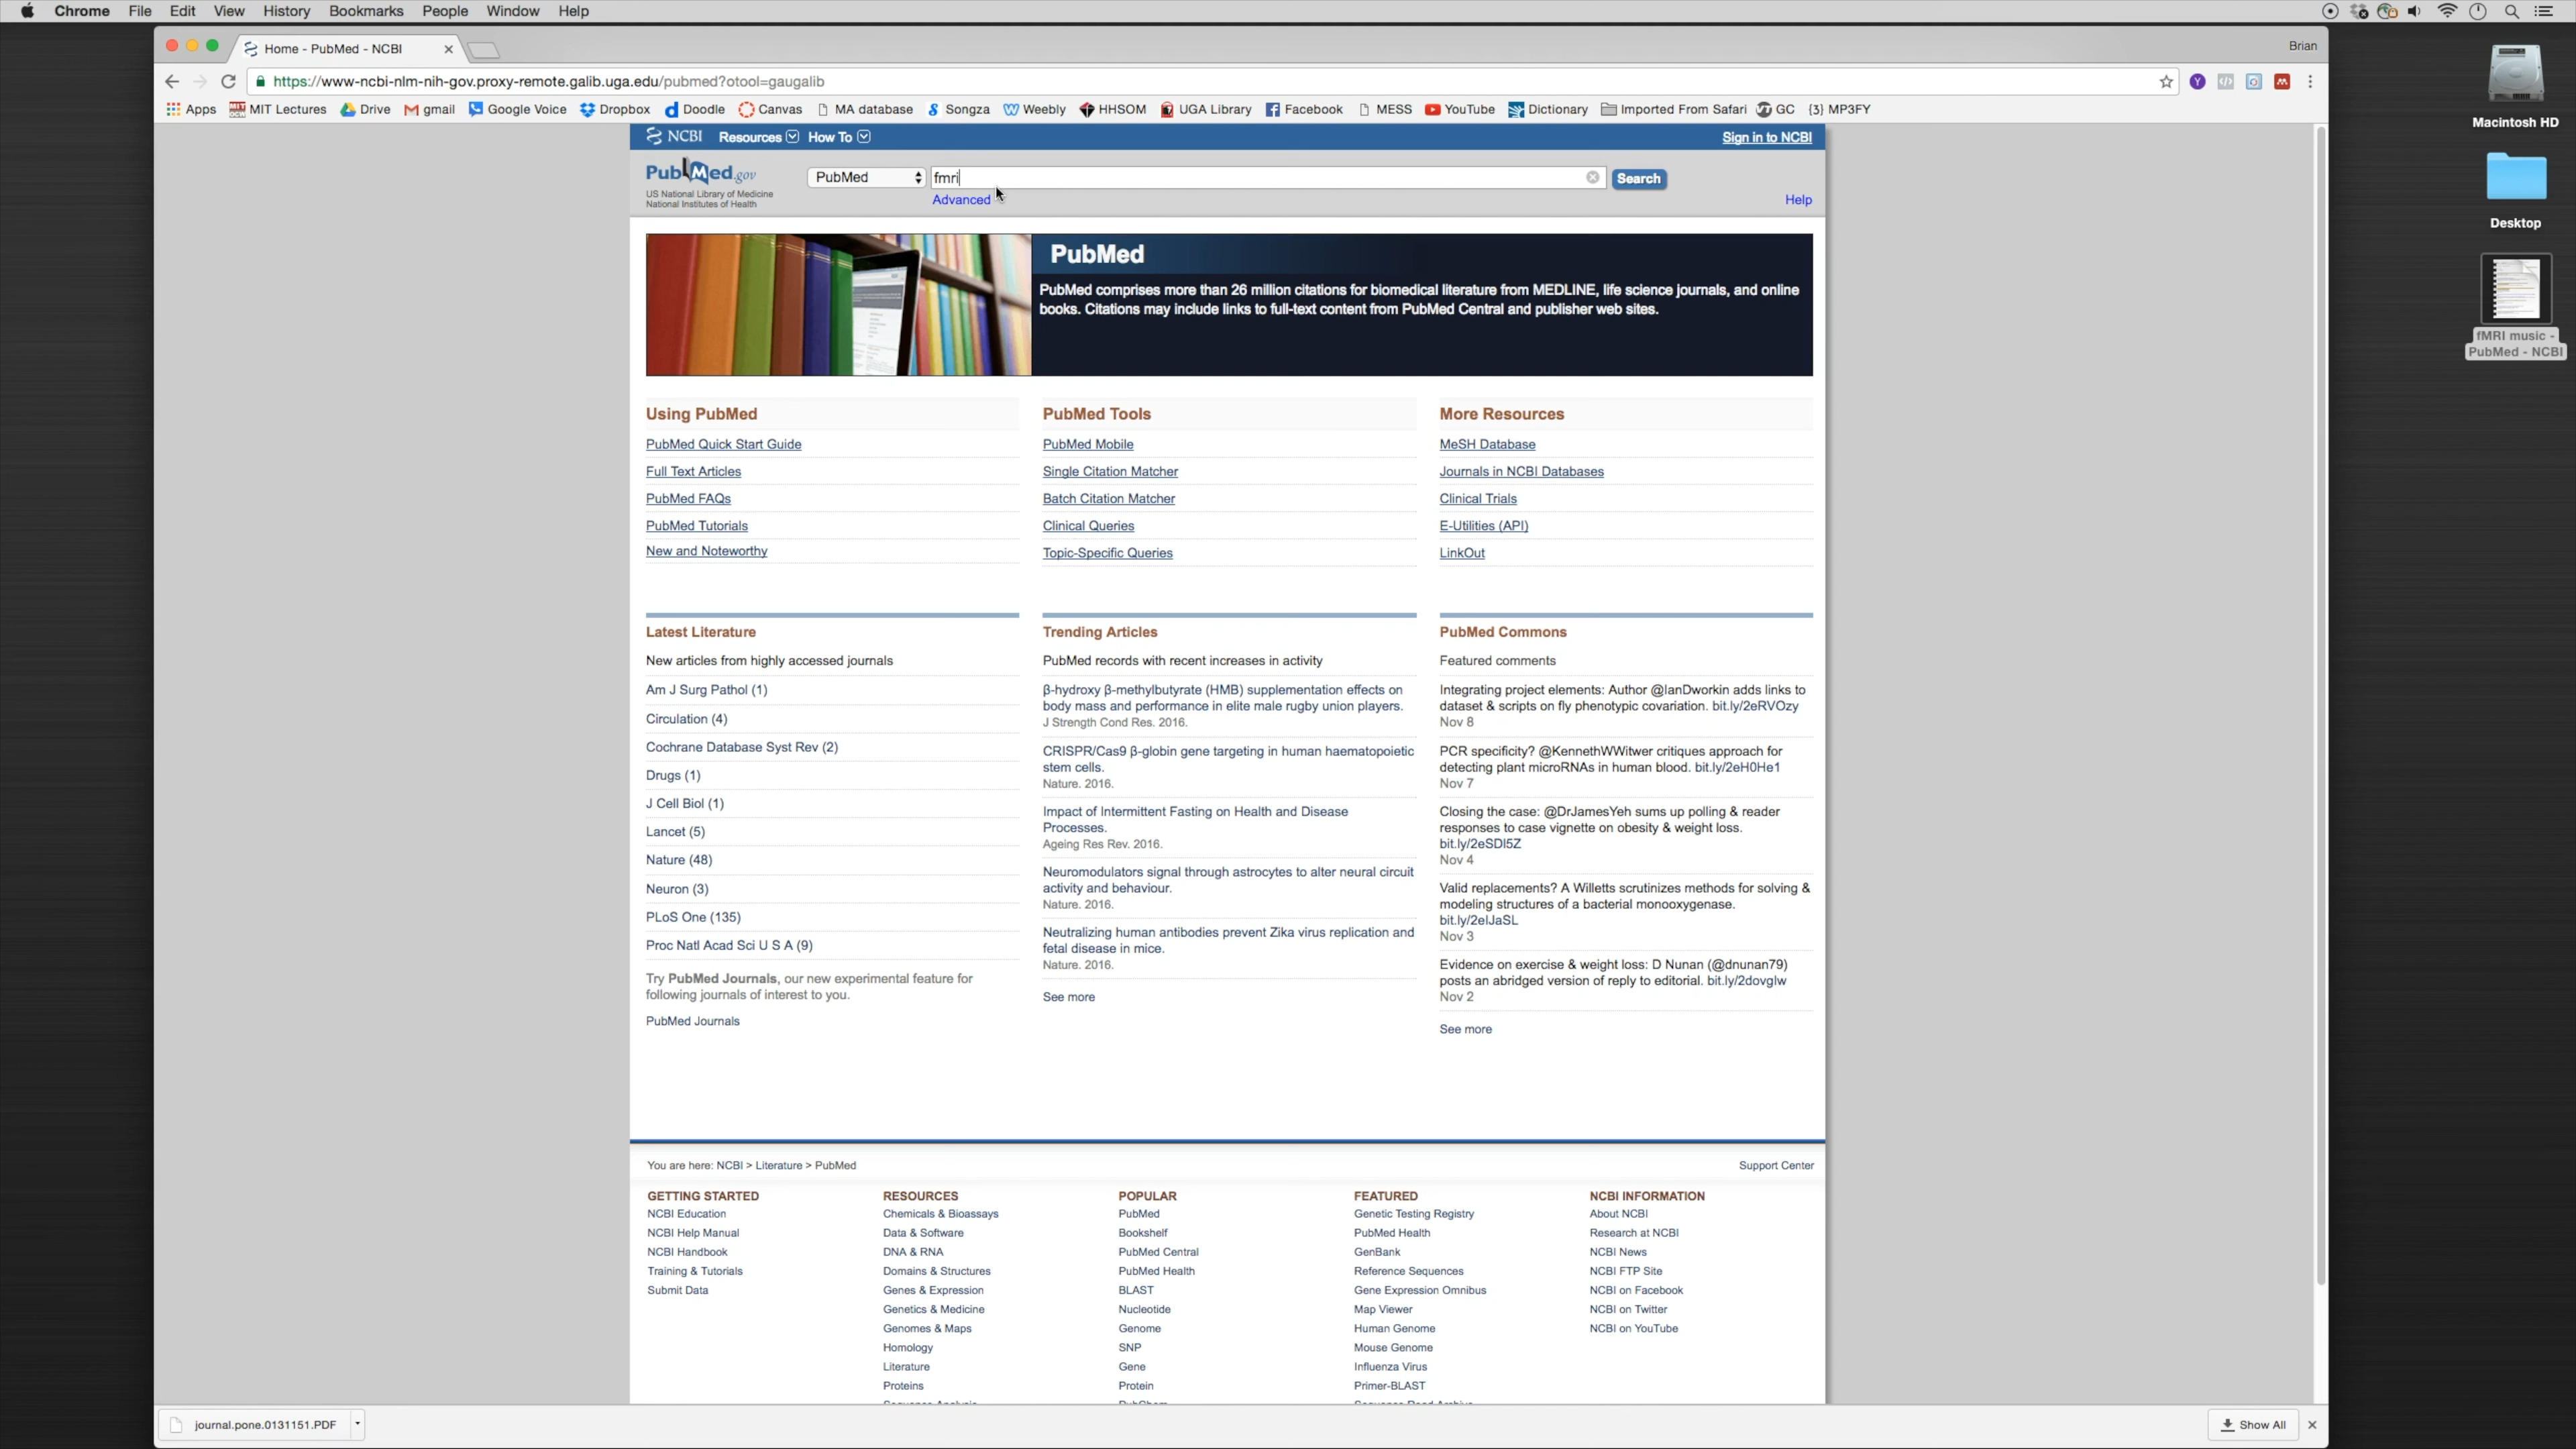 Chrome File Edit View History Bookmarks People Window Help
Home - PubMed - NCBI
Brian
https://www-ncbi-nlm-nih-gov.proxy-remote.galib.uga.edu/pubmed?otool=gaugalib
Apps MIT Lectures Drive gmail Google Voice Dropbox Doodle Canvas MA database Songza Weebly HHSOM UGA Library Facebook MESS YouTube Dictionary Imported From Safari GC {3} MP3FY
NCBI Resources How To Sign in to NCBI
PubMed.gov
US National Library of Medicine
National Institutes of Health
PubMed
fmri
Search
Advanced
Help
PubMed
PubMed comprises more than 26 million citations for biomedical literature from MEDLINE, life science journals, and online
books. Citations may include links to full-text content from PubMed Central and publisher web sites.
Using PubMed
PubMed Quick Start Guide
Full Text Articles
PubMed FAQs
PubMed Tutorials
New and Noteworthy
PubMed Tools
PubMed Mobile
Single Citation Matcher
Batch Citation Matcher
Clinical Queries
Topic-Specific Queries
More Resources
MeSH Database
Journals in NCBI Databases
Clinical Trials
E-Utilities (API)
LinkOut
Latest Literature
New articles from highly accessed journals
Am J Surg Pathol (1)
Circulation (4)
Cochrane Database Syst Rev (2)
Drugs (1)
J Cell Biol (1)
Lancet (5)
Nature (48)
Neuron (3)
PLoS One (135)
Proc Natl Acad Sci U S A (9)
Try PubMed Journals, our new experimental feature for
following journals of interest to you.
PubMed Journals
Trending Articles
PubMed records with recent increases in activity
β-hydroxy β-methylbutyrate (HMB) supplementation effects on
body mass and performance in elite male rugby union players.
J Strength Cond Res. 2016.
CRISPR/Cas9 β-globin gene targeting in human haematopoietic
stem cells.
Nature. 2016.
Impact of Intermittent Fasting on Health and Disease
Processes.
Ageing Res Rev. 2016.
Neuromodulators signal through astrocytes to alter neural circuit
activity and behaviour.
Nature. 2016.
Neutralizing human antibodies prevent Zika virus replication and
fetal disease in mice.
Nature. 2016.
See more
PubMed Commons
Featured comments
Integrating project elements: Author @IanDworkin adds links to
dataset & scripts on fly phenotypic covariation. bit.ly/2eRVOzy
Nov 8
PCR specificity? @KennethWWitwer critiques approach for
detecting plant microRNAs in human blood. bit.ly/2eH0He1
Nov 7
Closing the case: @DrJamesYeh sums up polling & reader
responses to case vignette on obesity & weight loss.
bit.ly/2eSDI5Z
Nov 4
Valid replacements? A Willetts scrutinizes methods for solving &
modeling structures of a bacterial monooxygenase.
bit.ly/2elJaSL
Nov 3
Evidence on exercise & weight loss: D Nunan (@dnunan79)
posts an abridged version of reply to editorial. bit.ly/2dovglw
Nov 2
See more
You are here: NCBI > Literature > PubMed
Support Center
GETTING STARTED
NCBI Education
NCBI Help Manual
NCBI Handbook
Training & Tutorials
Submit Data
RESOURCES
Chemicals & Bioassays
Data & Software
DNA & RNA
Domains & Structures
Genes & Expression
Genetics & Medicine
Genomes & Maps
Homology
Literature
Proteins
Sequence Analysis
POPULAR
PubMed
Bookshelf
PubMed Central
PubMed Health
BLAST
Nucleotide
Genome
SNP
Gene
Protein
PubChem
FEATURED
Genetic Testing Registry
PubMed Health
GenBank
Reference Sequences
Gene Expression Omnibus
Map Viewer
Human Genome
Mouse Genome
Influenza Virus
Primer-BLAST
Sequence Read Archive
NCBI INFORMATION
About NCBI
Research at NCBI
NCBI News
NCBI FTP Site
NCBI on Facebook
NCBI on Twitter
NCBI on YouTube
journal.pone.0131151.PDF
Show All
Macintosh HD
Desktop
fMRI music -
PubMed - NCBI